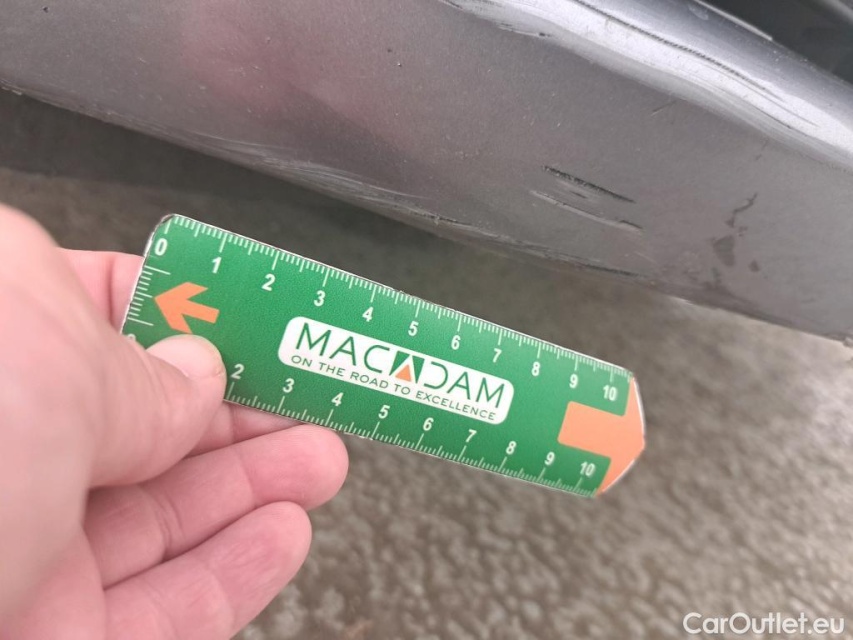 0 1 2 3 4 5 6 7 8 9 10
MACADAM
ON THE ROAD TO EXCELLENCE
2 3 4 5 6 7 8 9 10
CarOutlet.eu